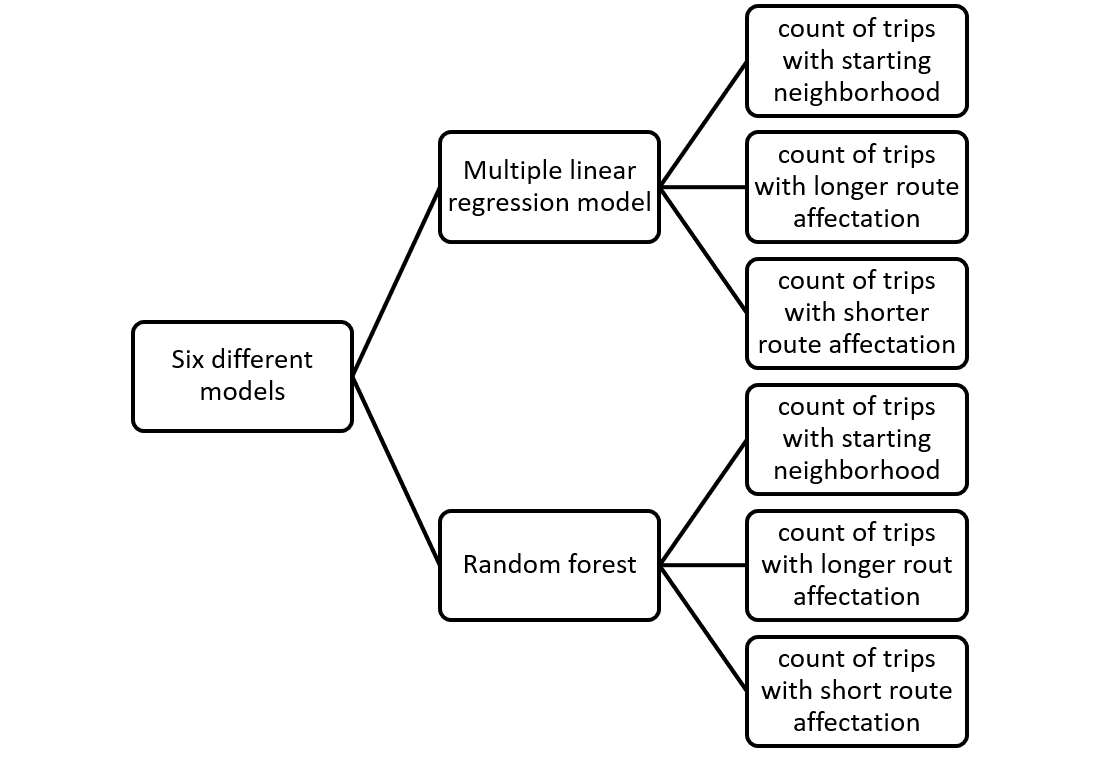 Six different
models
Multiple linear
regression model
count of trips
with starting
neighborhood
count of trips
with longer route
affectation
count of trips
with shorter
route affectation
Random forest
count of trips
with starting
neighborhood
count of trips
with longer rout
affectation
count of trips
with short route
affectation